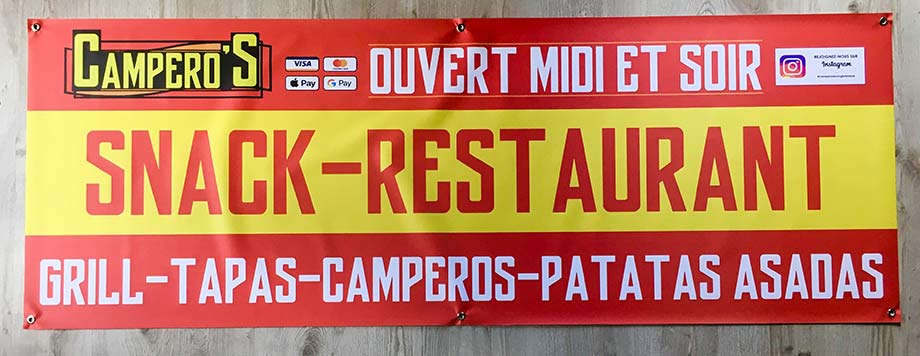 CAMPERO'S
VISA mastercard
Pay G Pay
OUVERT MIDI ET SOIR
REJOIGNEZ-NOUS SUR
Instagram
SNACK-RESTAURANT
GRILL-TAPAS-CAMPEROS-PATATAS ASADAS